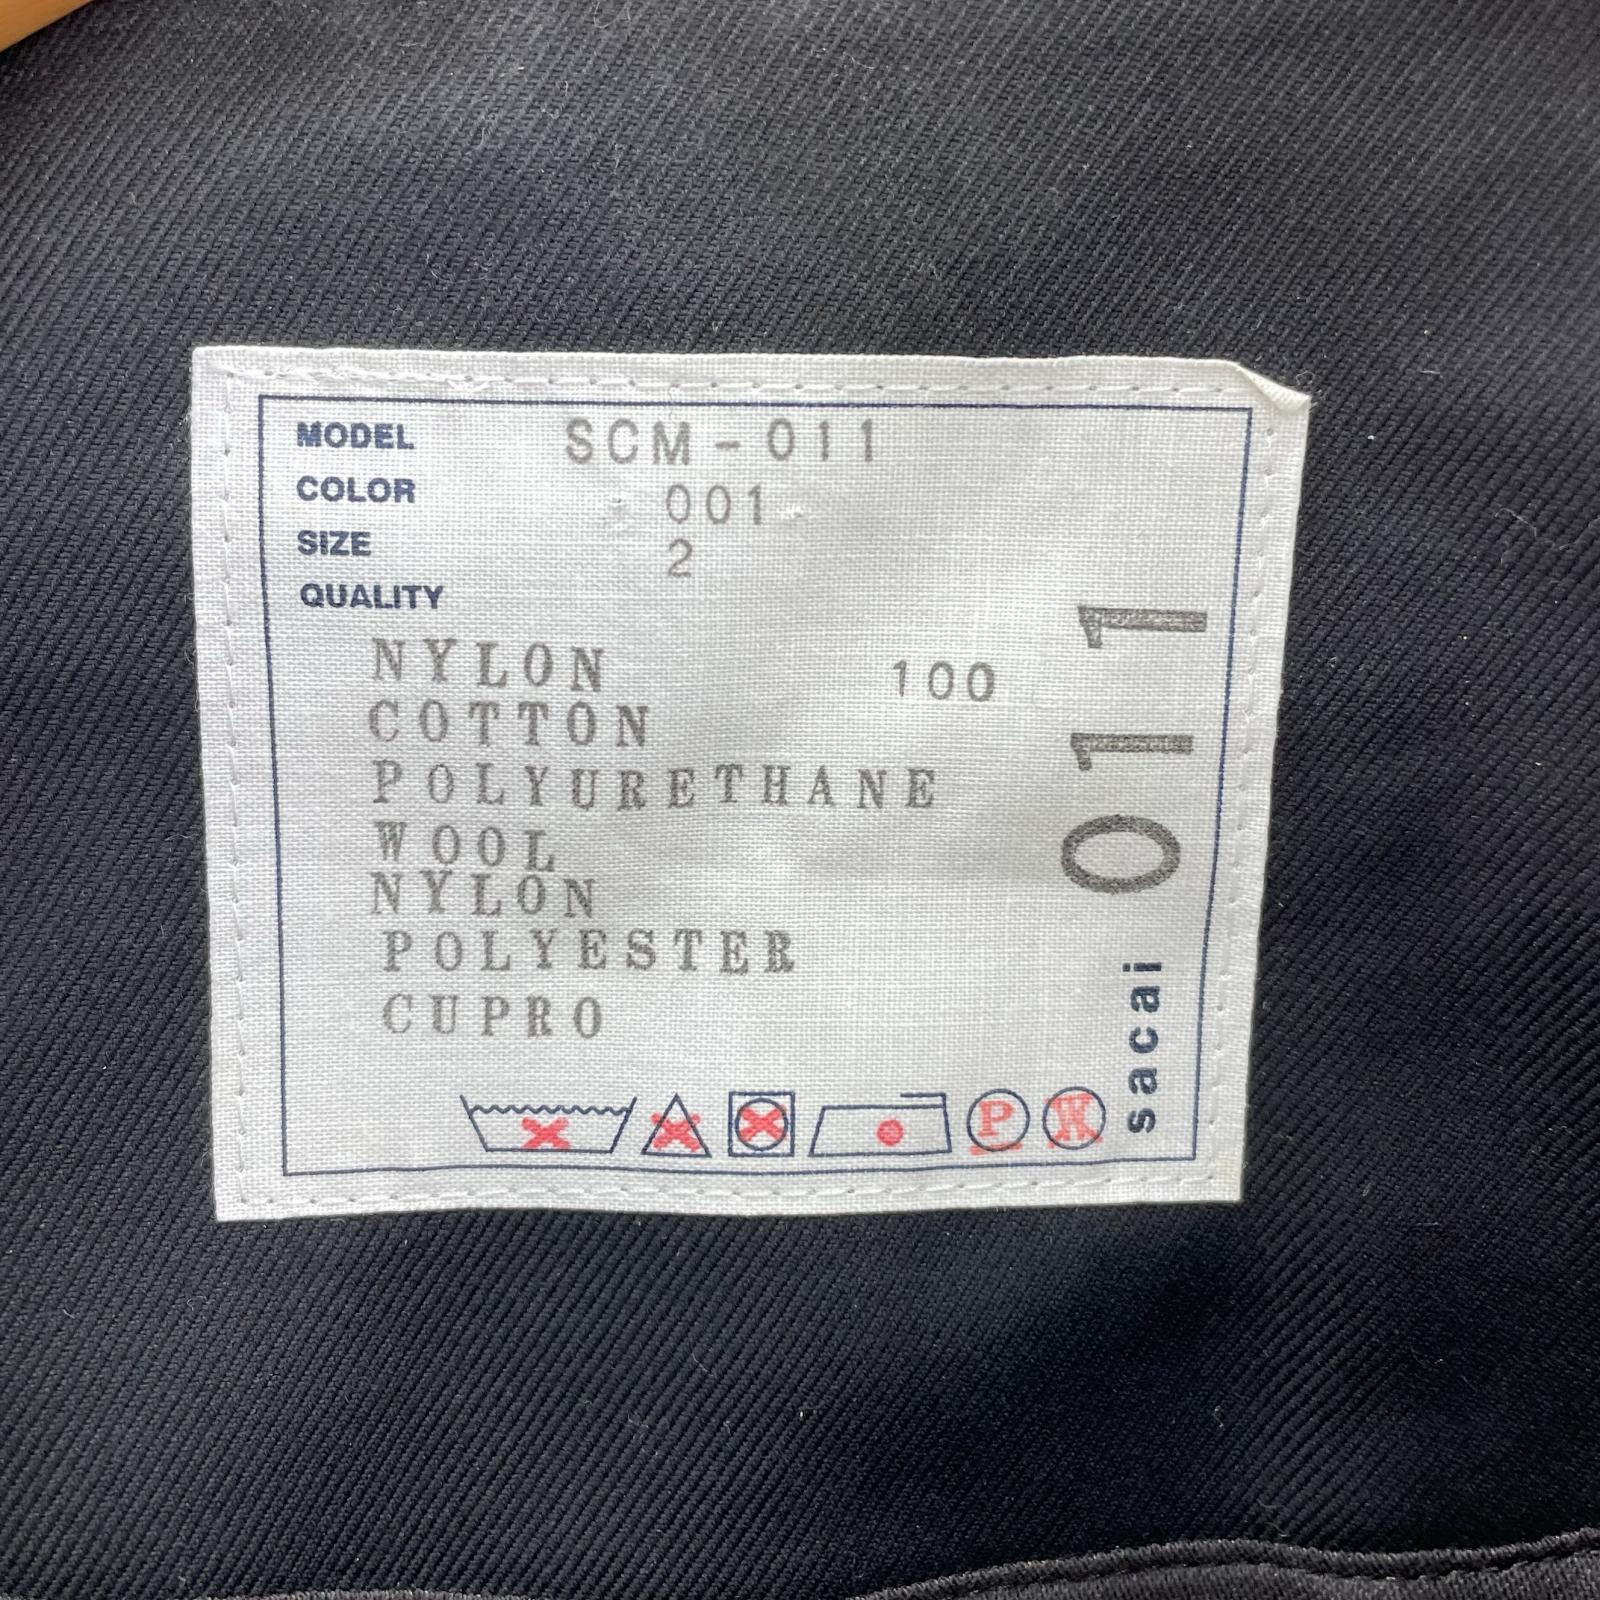 MODEL SCM-011
COLOR 001
SIZE 2
QUALITY
NYLON 100
COTTON
POLYURETHANE
WOOL
NYLON
POLYESTER
CUPRO
P
sacai 011